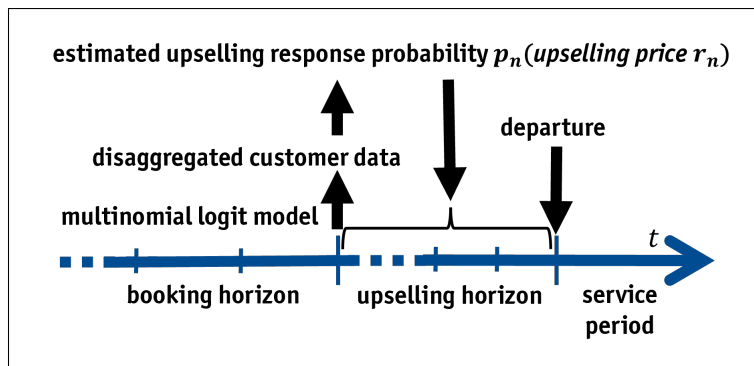 estimated upselling response probability pₙ(upselling price rₙ)
departure
disaggregated customer data
multinomial logit model
t
booking horizon
upselling horizon
service
period